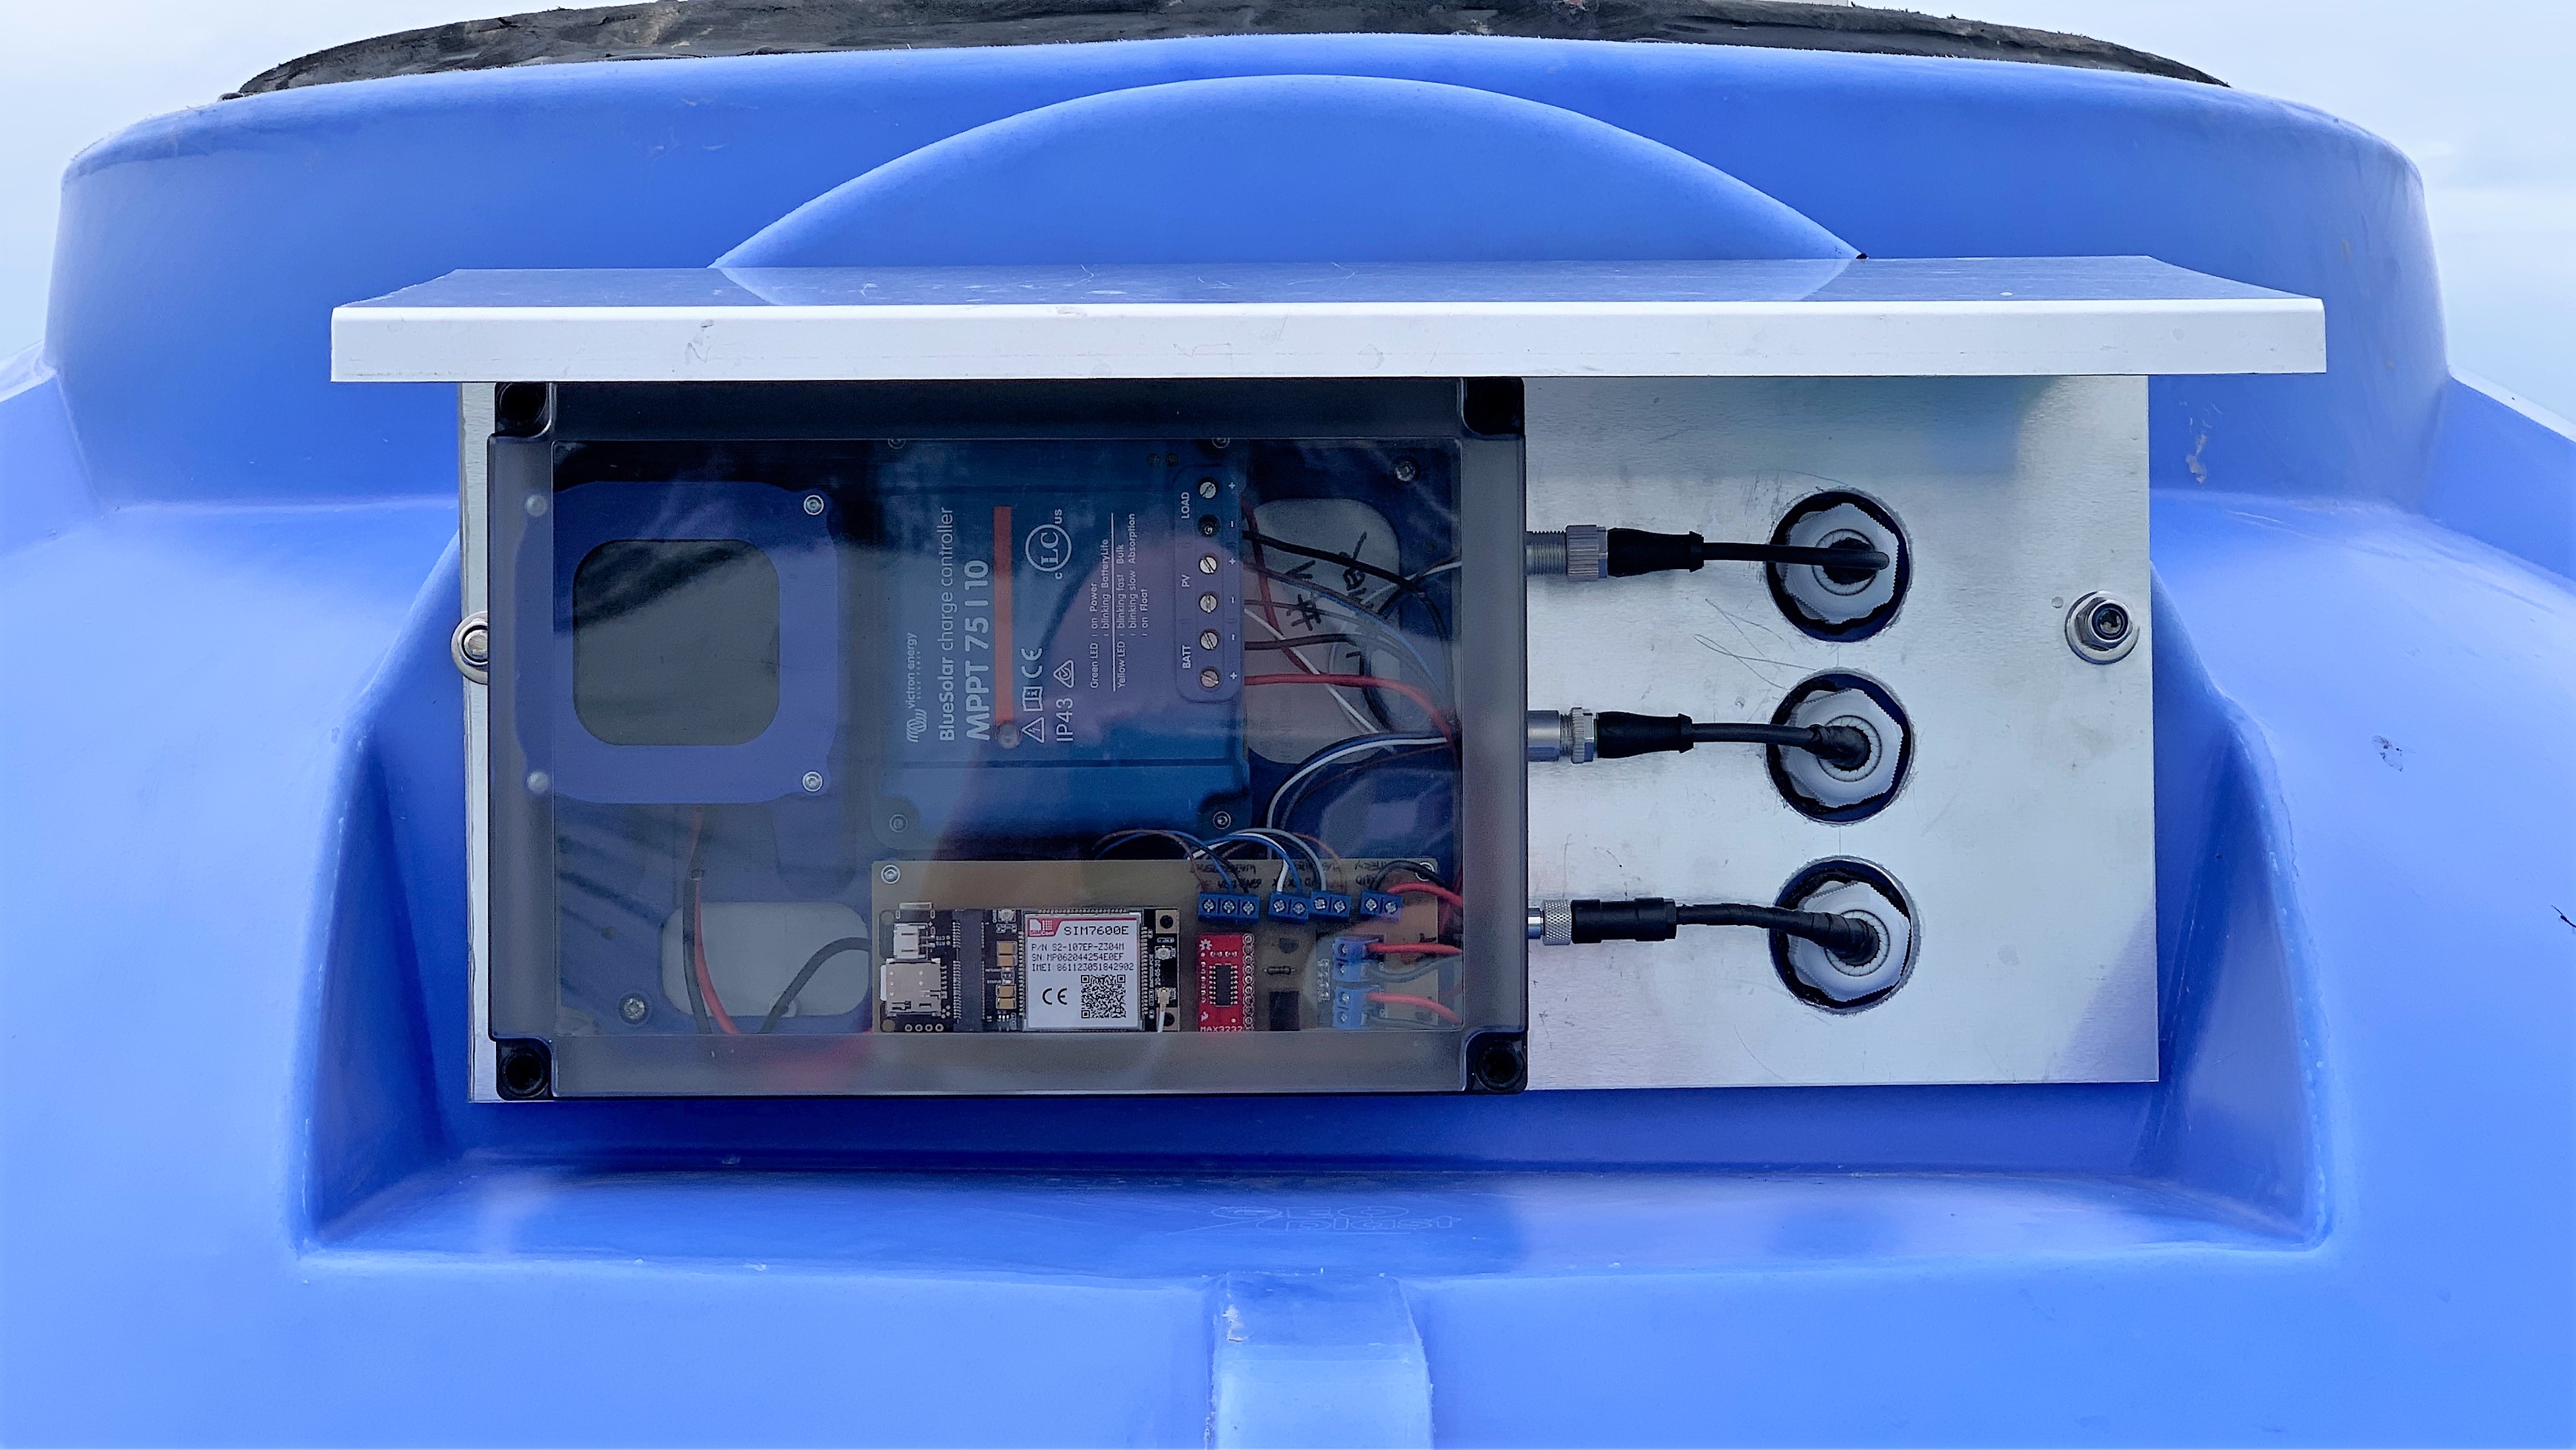 victron energy
BlueSolar charge controller
MPPT 75 | 10
IP43
CE
c LC us
Green LED : on Power
: blinking BatteryLife
Yellow LED : blinking fast Bulk
: blinking slow Absorption
: on Float
LOAD
+
-
PV
+
-
BATT
-
+
SIM7600E
P/N S2-107EP-Z304M
SN MP062044254E0EF
IMEI 861123051842902
CE
MAX3232